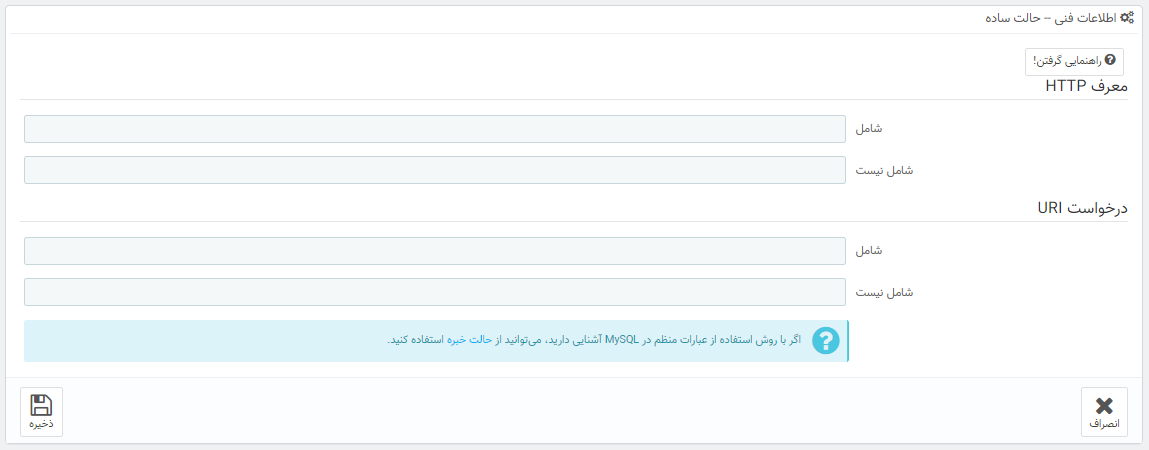 اطلاعات فنی – حالت ساده
راهنمایی گرفتن!
معرف HTTP
شامل
شامل نیست
درخواست URI
شامل
شامل نیست
اگر با روش استفاده از عبارات منظم در MySQL آشنایی دارید، می‌توانید از حالت خبره استفاده کنید.
انصراف
ذخیره